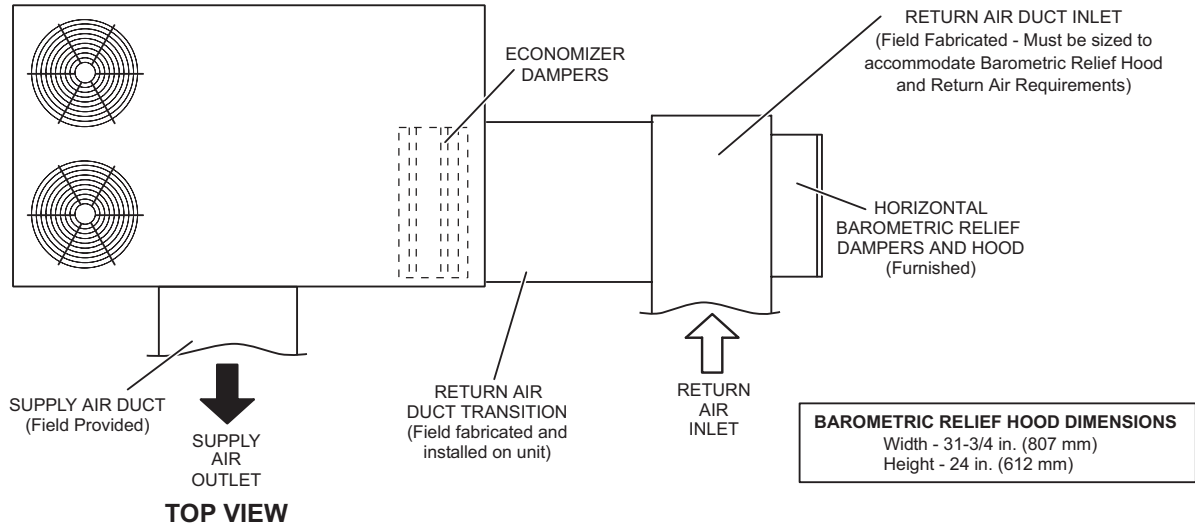 ECONOMIZER
DAMPERS
RETURN AIR DUCT INLET
(Field Fabricated - Must be sized to
accommodate Barometric Relief Hood
and Return Air Requirements)
HORIZONTAL
BAROMETRIC RELIEF
DAMPERS AND HOOD
(Furnished)
SUPPLY AIR DUCT
(Field Provided)
SUPPLY
AIR
OUTLET
RETURN AIR
DUCT TRANSITION
(Field fabricated and
installed on unit)
RETURN
AIR
INLET
BAROMETRIC RELIEF HOOD DIMENSIONS
Width - 31-3/4 in. (807 mm)
Height - 24 in. (612 mm)
TOP VIEW